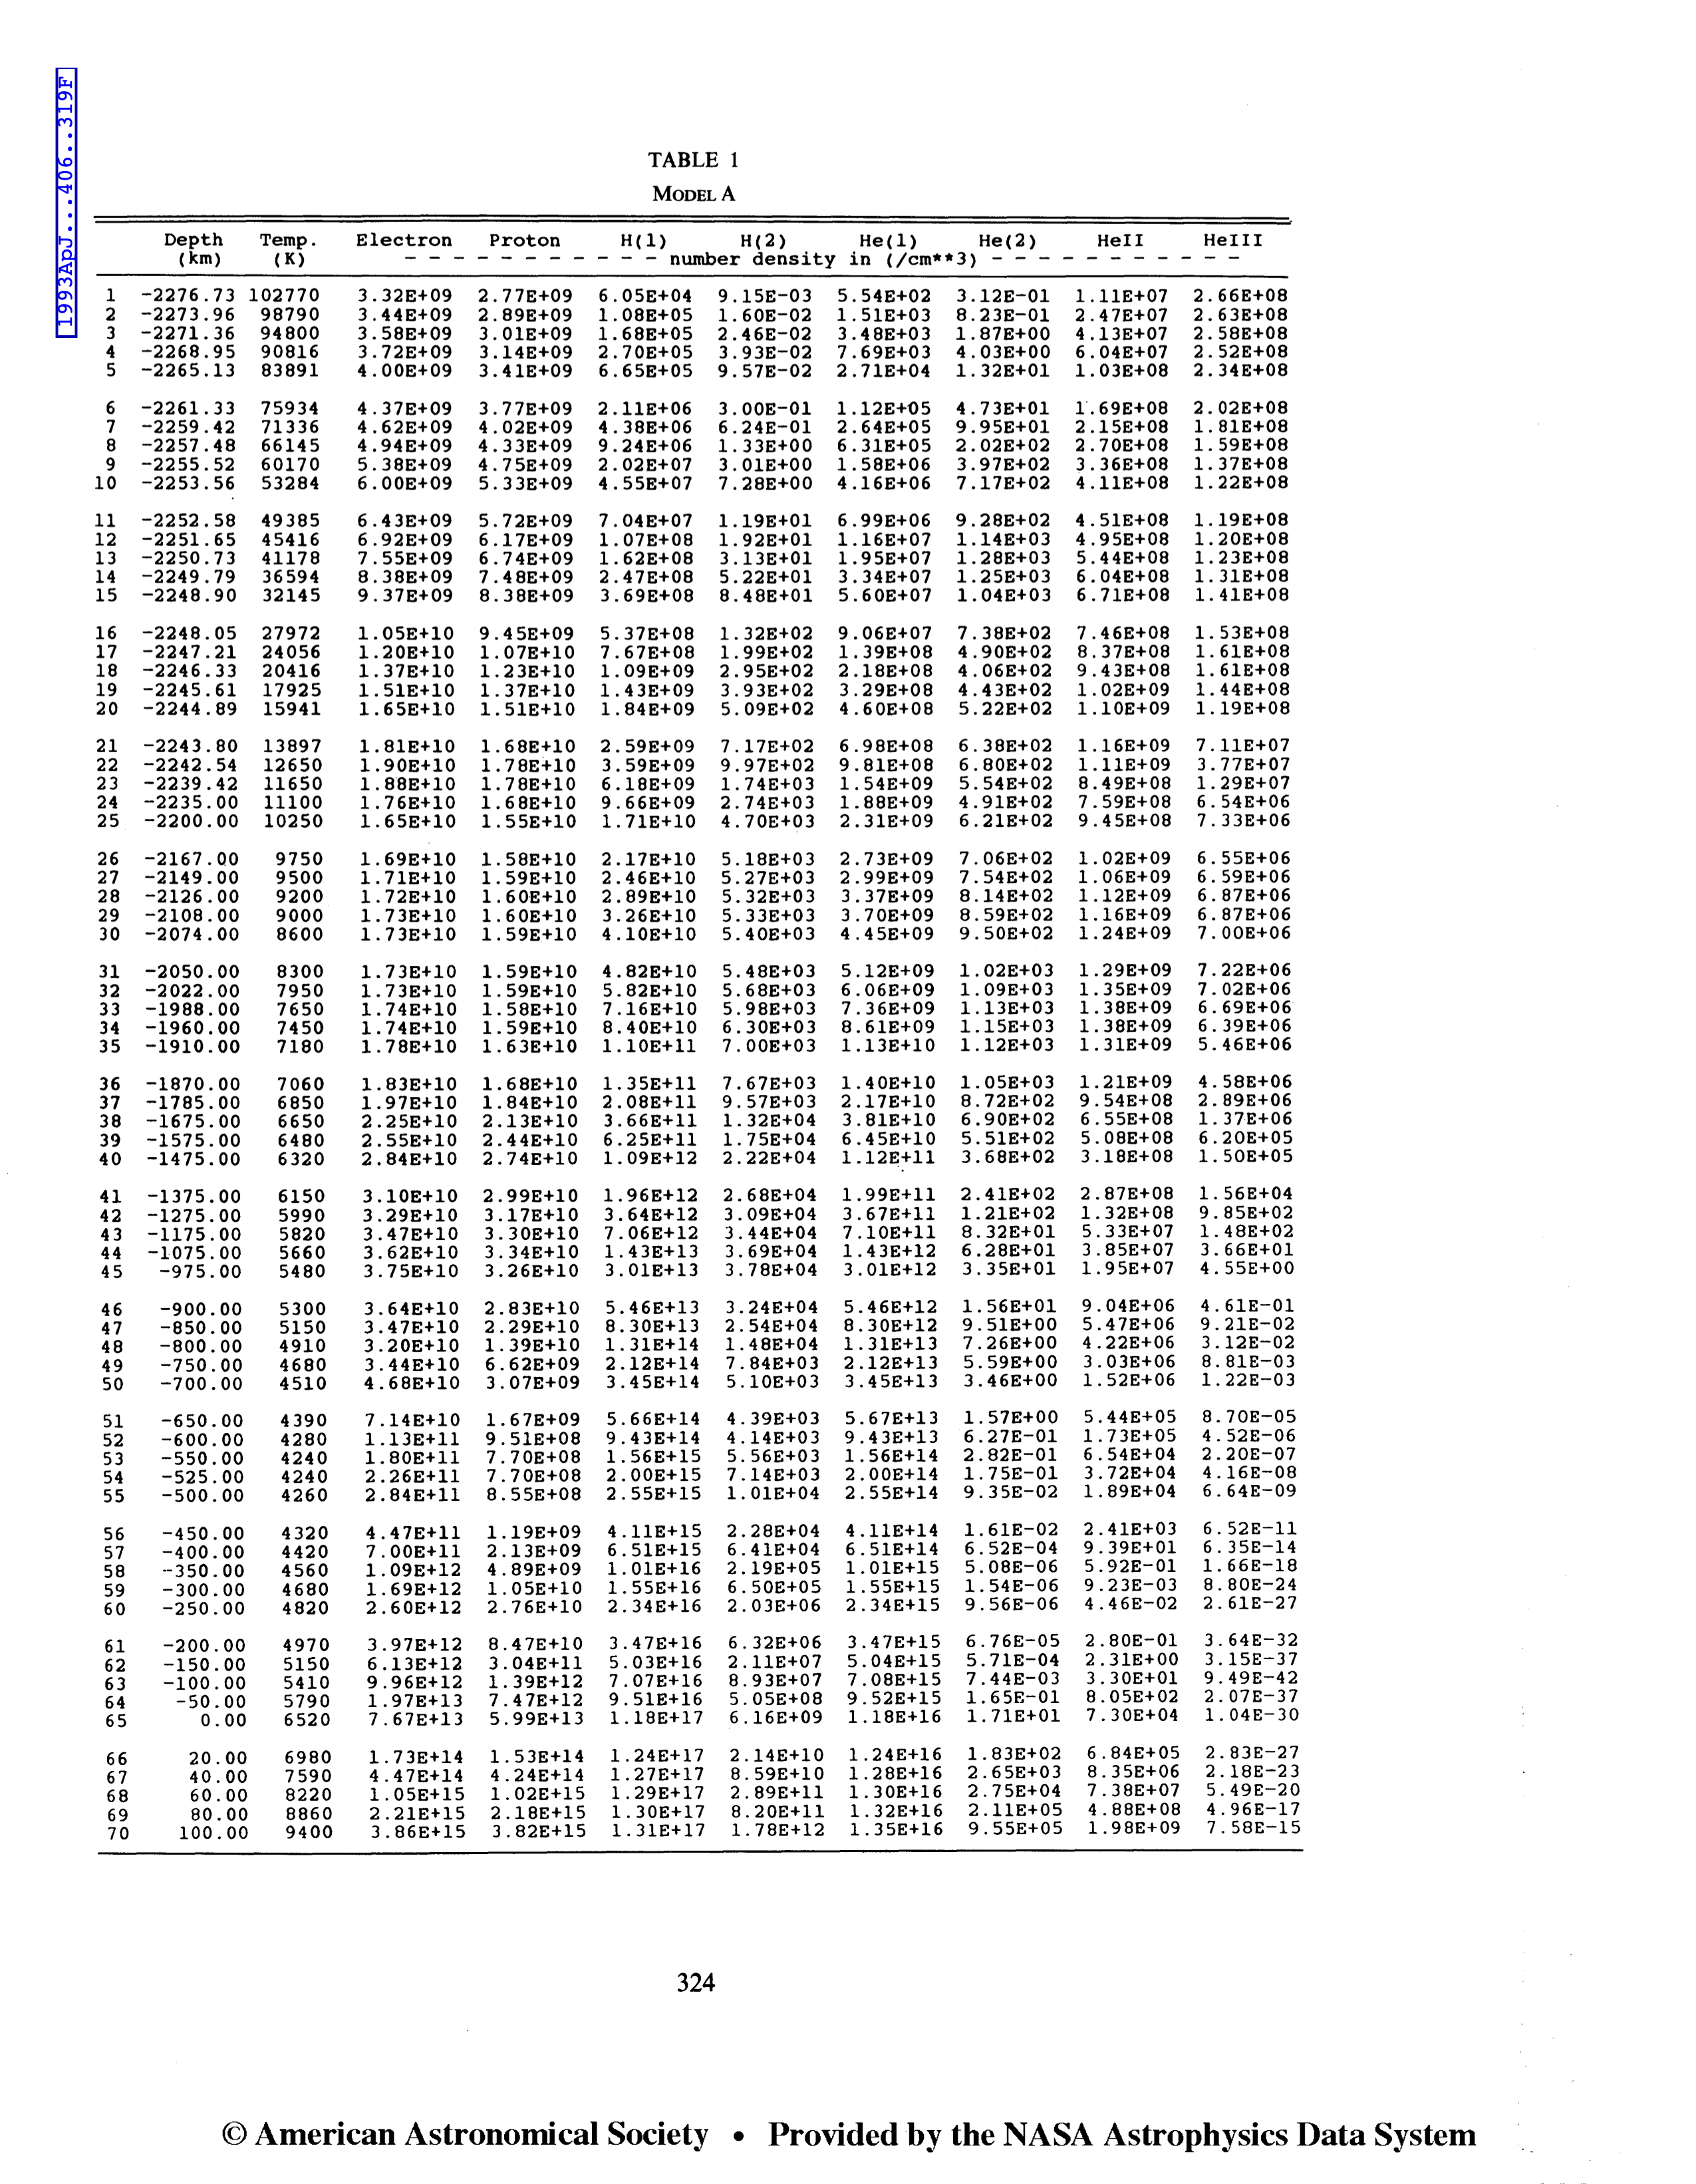 1993ApJ...406..319F
TABLE 1
MODEL A
Depth Temp. Electron Proton H(1) H(2) He(1) He(2) HeII HeIII
(km) (K) - - - - - - - - - - - number density in (/cm**3) - - - - - - - - - - -
1 -2276.73 102770 3.32E+09 2.77E+09 6.05E+04 9.15E-03 5.54E+02 3.12E-01 1.11E+07 2.66E+08
2 -2273.96 98790 3.44E+09 2.89E+09 1.08E+05 1.60E-02 1.51E+03 8.23E-01 2.47E+07 2.63E+08
3 -2271.36 94800 3.58E+09 3.01E+09 1.68E+05 2.46E-02 3.48E+03 1.87E+00 4.13E+07 2.58E+08
4 -2268.95 90816 3.72E+09 3.14E+09 2.70E+05 3.93E-02 7.69E+03 4.03E+00 6.04E+07 2.52E+08
5 -2265.13 83891 4.00E+09 3.41E+09 6.65E+05 9.57E-02 2.71E+04 1.32E+01 1.03E+08 2.34E+08
6 -2261.33 75934 4.37E+09 3.77E+09 2.11E+06 3.00E-01 1.12E+05 4.73E+01 1.69E+08 2.02E+08
7 -2259.42 71336 4.62E+09 4.02E+09 4.38E+06 6.24E-01 2.64E+05 9.95E+01 2.15E+08 1.81E+08
8 -2257.48 66145 4.94E+09 4.33E+09 9.24E+06 1.33E+00 6.31E+05 2.02E+02 2.70E+08 1.59E+08
9 -2255.52 60170 5.38E+09 4.75E+09 2.02E+07 3.01E+00 1.58E+06 3.97E+02 3.36E+08 1.37E+08
10 -2253.56 53284 6.00E+09 5.33E+09 4.55E+07 7.28E+00 4.16E+06 7.17E+02 4.11E+08 1.22E+08
11 -2252.58 49385 6.43E+09 5.72E+09 7.04E+07 1.19E+01 6.99E+06 9.28E+02 4.51E+08 1.19E+08
12 -2251.65 45416 6.92E+09 6.17E+09 1.07E+08 1.92E+01 1.16E+07 1.14E+03 4.95E+08 1.20E+08
13 -2250.73 41178 7.55E+09 6.74E+09 1.62E+08 3.13E+01 1.95E+07 1.28E+03 5.44E+08 1.23E+08
14 -2249.79 36594 8.38E+09 7.48E+09 2.47E+08 5.22E+01 3.34E+07 1.25E+03 6.04E+08 1.31E+08
15 -2248.90 32145 9.37E+09 8.38E+09 3.69E+08 8.48E+01 5.60E+07 1.04E+03 6.71E+08 1.41E+08
16 -2248.05 27972 1.05E+10 9.45E+09 5.37E+08 1.32E+02 9.06E+07 7.38E+02 7.46E+08 1.53E+08
17 -2247.21 24056 1.20E+10 1.07E+10 7.67E+08 1.99E+02 1.39E+08 4.90E+02 8.37E+08 1.61E+08
18 -2246.33 20416 1.37E+10 1.23E+10 1.09E+09 2.95E+02 2.18E+08 4.06E+02 9.43E+08 1.61E+08
19 -2245.61 17925 1.51E+10 1.37E+10 1.43E+09 3.93E+02 3.29E+08 4.43E+02 1.02E+09 1.44E+08
20 -2244.89 15941 1.65E+10 1.51E+10 1.84E+09 5.09E+02 4.60E+08 5.22E+02 1.10E+09 1.19E+08
21 -2243.80 13897 1.81E+10 1.68E+10 2.59E+09 7.17E+02 6.98E+08 6.38E+02 1.16E+09 7.11E+07
22 -2242.54 12650 1.90E+10 1.78E+10 3.59E+09 9.97E+02 9.81E+08 6.80E+02 1.11E+09 3.77E+07
23 -2239.42 11650 1.88E+10 1.78E+10 6.18E+09 1.74E+03 1.54E+09 5.54E+02 8.49E+08 1.29E+07
24 -2235.00 11100 1.76E+10 1.68E+10 9.66E+09 2.74E+03 1.88E+09 4.91E+02 7.59E+08 6.54E+06
25 -2200.00 10250 1.65E+10 1.55E+10 1.71E+10 4.70E+03 2.31E+09 6.21E+02 9.45E+08 7.33E+06
26 -2167.00 9750 1.69E+10 1.58E+10 2.17E+10 5.18E+03 2.73E+09 7.06E+02 1.02E+09 6.55E+06
27 -2149.00 9500 1.71E+10 1.59E+10 2.46E+10 5.27E+03 2.99E+09 7.54E+02 1.06E+09 6.59E+06
28 -2126.00 9200 1.72E+10 1.60E+10 2.89E+10 5.32E+03 3.37E+09 8.14E+02 1.12E+09 6.87E+06
29 -2108.00 9000 1.73E+10 1.60E+10 3.26E+10 5.33E+03 3.70E+09 8.59E+02 1.16E+09 6.87E+06
30 -2074.00 8600 1.73E+10 1.59E+10 4.10E+10 5.40E+03 4.45E+09 9.50E+02 1.24E+09 7.00E+06
31 -2050.00 8300 1.73E+10 1.59E+10 4.82E+10 5.48E+03 5.12E+09 1.02E+03 1.29E+09 7.22E+06
32 -2022.00 7950 1.73E+10 1.59E+10 5.82E+10 5.68E+03 6.06E+09 1.09E+03 1.35E+09 7.02E+06
33 -1988.00 7650 1.74E+10 1.58E+10 7.16E+10 5.98E+03 7.36E+09 1.13E+03 1.38E+09 6.69E+06
34 -1960.00 7450 1.74E+10 1.59E+10 8.40E+10 6.30E+03 8.61E+09 1.15E+03 1.38E+09 6.39E+06
35 -1910.00 7180 1.78E+10 1.63E+10 1.10E+11 7.00E+03 1.13E+10 1.12E+03 1.31E+09 5.46E+06
36 -1870.00 7060 1.83E+10 1.68E+10 1.35E+11 7.67E+03 1.40E+10 1.05E+03 1.21E+09 4.58E+06
37 -1785.00 6850 1.97E+10 1.84E+10 2.08E+11 9.57E+03 2.17E+10 8.72E+02 9.54E+08 2.89E+06
38 -1675.00 6650 2.25E+10 2.13E+10 3.66E+11 1.32E+04 3.81E+10 6.90E+02 6.55E+08 1.37E+06
39 -1575.00 6480 2.55E+10 2.44E+10 6.25E+11 1.75E+04 6.45E+10 5.51E+02 5.08E+08 6.20E+05
40 -1475.00 6320 2.84E+10 2.74E+10 1.09E+12 2.22E+04 1.12E+11 3.68E+02 3.18E+08 1.50E+05
41 -1375.00 6150 3.10E+10 2.99E+10 1.96E+12 2.68E+04 1.99E+11 2.41E+02 2.87E+08 1.56E+04
42 -1275.00 5990 3.29E+10 3.17E+10 3.64E+12 3.09E+04 3.67E+11 1.21E+02 1.32E+08 9.85E+02
43 -1175.00 5820 3.47E+10 3.30E+10 7.06E+12 3.44E+04 7.10E+11 8.32E+01 5.33E+07 1.48E+02
44 -1075.00 5660 3.62E+10 3.34E+10 1.43E+13 3.69E+04 1.43E+12 6.28E+01 3.85E+07 3.66E+01
45 -975.00 5480 3.75E+10 3.26E+10 3.01E+13 3.78E+04 3.01E+12 3.35E+01 1.95E+07 4.55E+00
46 -900.00 5300 3.64E+10 2.83E+10 5.46E+13 3.24E+04 5.46E+12 1.56E+01 9.04E+06 4.61E-01
47 -850.00 5150 3.47E+10 2.29E+10 8.30E+13 2.54E+04 8.30E+12 9.51E+00 5.47E+06 9.21E-02
48 -800.00 4910 3.20E+10 1.39E+10 1.31E+14 1.48E+04 1.31E+13 7.26E+00 4.22E+06 3.12E-02
49 -750.00 4680 3.44E+10 6.62E+09 2.12E+14 7.84E+03 2.12E+13 5.59E+00 3.03E+06 8.81E-03
50 -700.00 4510 4.68E+10 3.07E+09 3.45E+14 5.10E+03 3.45E+13 3.46E+00 1.52E+06 1.22E-03
51 -650.00 4390 7.14E+10 1.67E+09 5.66E+14 4.39E+03 5.67E+13 1.57E+00 5.44E+05 8.70E-05
52 -600.00 4280 1.13E+11 9.51E+08 9.43E+14 4.14E+03 9.43E+13 6.27E-01 1.73E+05 4.52E-06
53 -550.00 4240 1.80E+11 7.70E+08 1.56E+15 5.56E+03 1.56E+14 2.82E-01 6.54E+04 2.20E-07
54 -525.00 4240 2.26E+11 7.70E+08 2.00E+15 7.14E+03 2.00E+14 1.75E-01 3.72E+04 4.16E-08
55 -500.00 4260 2.84E+11 8.55E+08 2.55E+15 1.01E+04 2.55E+14 9.35E-02 1.89E+04 6.64E-09
56 -450.00 4320 4.47E+11 1.19E+09 4.11E+15 2.28E+04 4.11E+14 1.61E-02 2.41E+03 6.52E-11
57 -400.00 4420 7.00E+11 2.13E+09 6.51E+15 6.41E+04 6.51E+14 6.52E-04 9.39E+01 6.35E-14
58 -350.00 4560 1.09E+12 4.89E+09 1.01E+16 2.19E+05 1.01E+15 5.08E-06 5.92E-01 1.66E-18
59 -300.00 4680 1.69E+12 1.05E+10 1.55E+16 6.50E+05 1.55E+15 1.54E-06 9.23E-03 8.80E-24
60 -250.00 4820 2.60E+12 2.76E+10 2.34E+16 2.03E+06 2.34E+15 9.56E-06 4.46E-02 2.61E-27
61 -200.00 4970 3.97E+12 8.47E+10 3.47E+16 6.32E+06 3.47E+15 6.76E-05 2.80E-01 3.64E-32
62 -150.00 5150 6.13E+12 3.04E+11 5.03E+16 2.11E+07 5.04E+15 5.71E-04 2.31E+00 3.15E-37
63 -100.00 5410 9.96E+12 1.39E+12 7.07E+16 8.93E+07 7.08E+15 7.44E-03 3.30E+01 9.49E-42
64 -50.00 5790 1.97E+13 7.47E+12 9.51E+16 5.05E+08 9.52E+15 1.65E-01 8.05E+02 2.07E-37
65 0.00 6520 7.67E+13 5.99E+13 1.18E+17 6.16E+09 1.18E+16 1.71E+01 7.30E+04 1.04E-30
66 20.00 6980 1.73E+14 1.53E+14 1.24E+17 2.14E+10 1.24E+16 1.83E+02 6.84E+05 2.83E-27
67 40.00 7590 4.47E+14 4.24E+14 1.27E+17 8.59E+10 1.28E+16 2.65E+03 8.35E+06 2.18E-23
68 60.00 8220 1.05E+15 1.02E+15 1.29E+17 2.89E+11 1.30E+16 2.75E+04 7.38E+07 5.49E-20
69 80.00 8860 2.21E+15 2.18E+15 1.30E+17 8.20E+11 1.32E+16 2.11E+05 4.88E+08 4.96E-17
70 100.00 9400 3.86E+15 3.82E+15 1.31E+17 1.78E+12 1.35E+16 9.55E+05 1.98E+09 7.58E-15
324
© American Astronomical Society • Provided by the NASA Astrophysics Data System